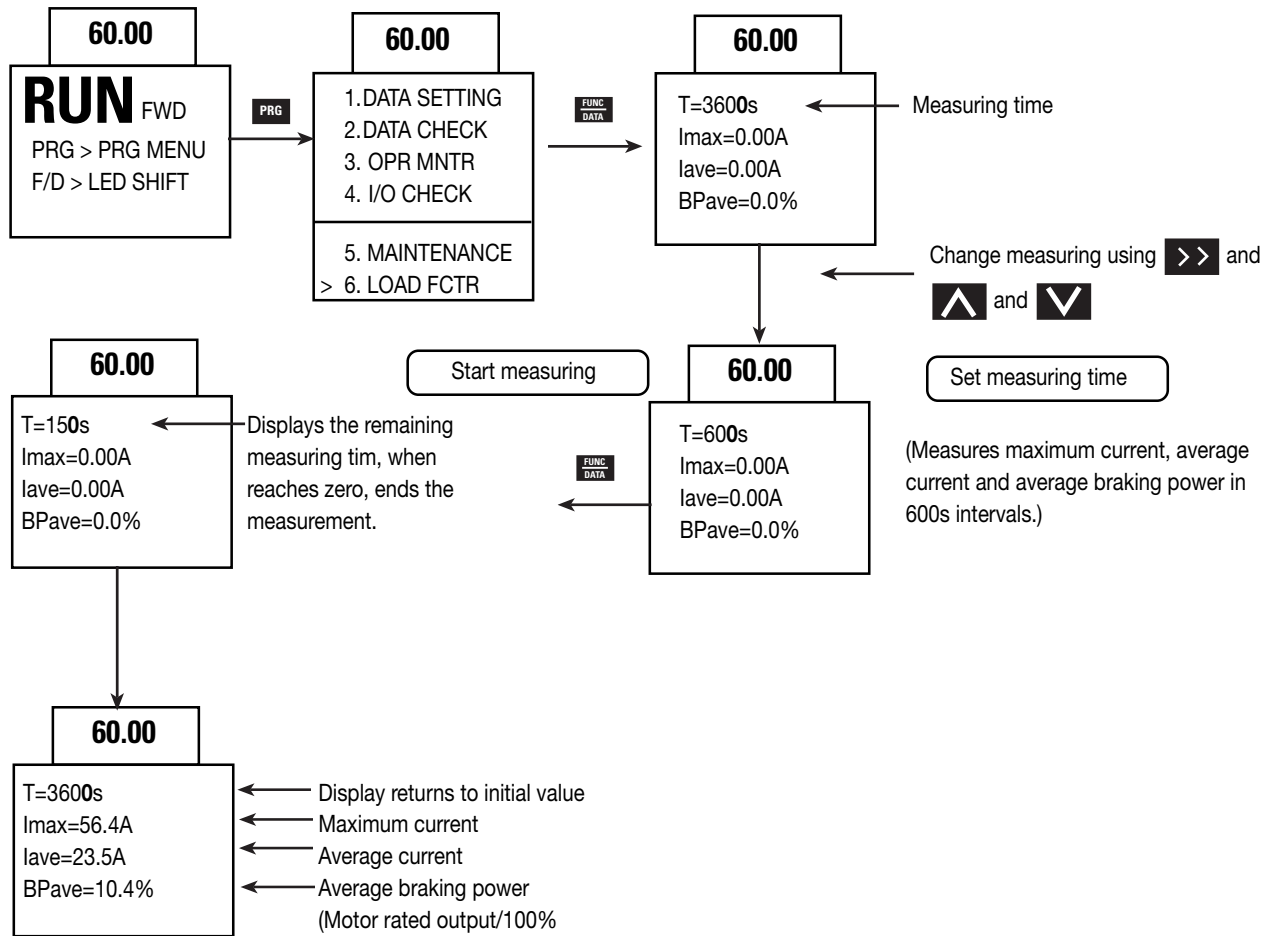 60.00
RUN FWD
PRG > PRG MENU
F/D > LED SHIFT
PRG
60.00
1.DATA SETTING
2.DATA CHECK
3. OPR MNTR
4. I/O CHECK
5. MAINTENANCE
> 6. LOAD FCTR
FUNC
DATA
60.00
T=3600s
Imax=0.00A
Iave=0.00A
BPave=0.0%
Measuring time
Change measuring using >> and
∧ and ∨
60.00
T=600s
Imax=0.00A
Iave=0.00A
BPave=0.0%
Set measuring time
(Measures maximum current, average
current and average braking power in
600s intervals.)
Start measuring
FUNC
DATA
60.00
T=150s
Imax=0.00A
Iave=0.00A
BPave=0.0%
Displays the remaining
measuring tim, when
reaches zero, ends the
measurement.
60.00
T=3600s
Imax=56.4A
Iave=23.5A
BPave=10.4%
Display returns to initial value
Maximum current
Average current
Average braking power
(Motor rated output/100%